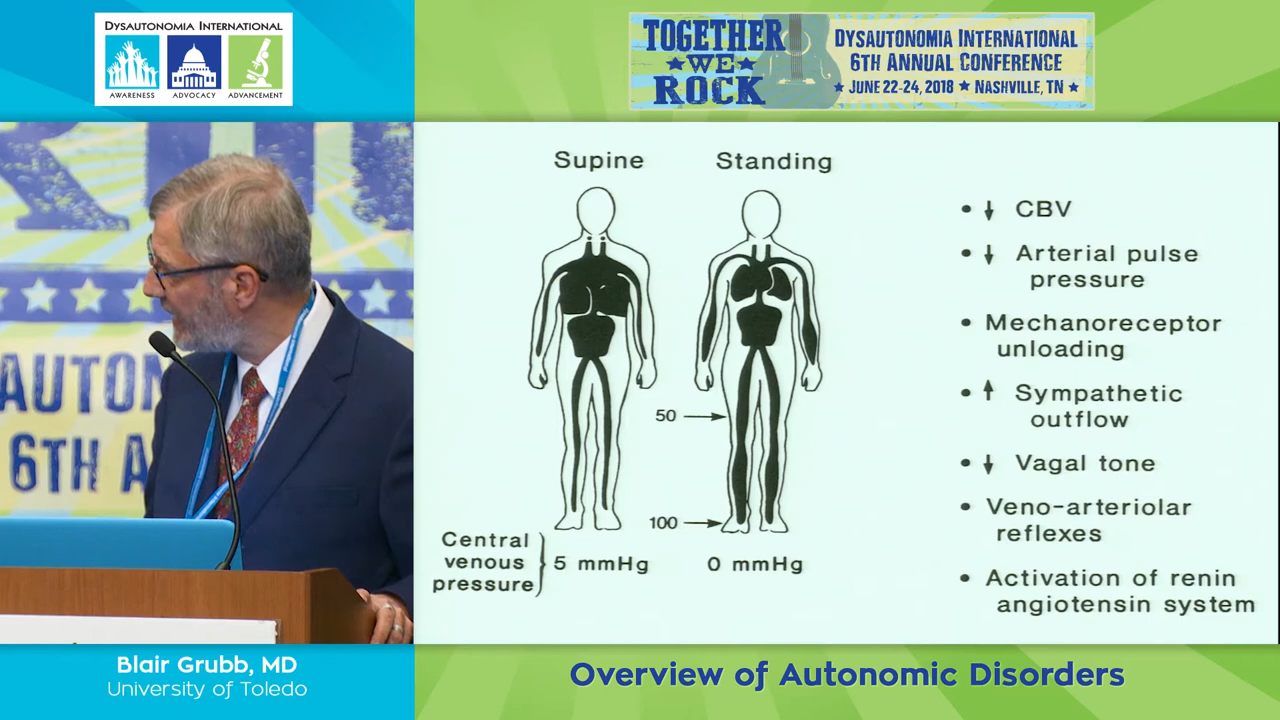 DYSAUTONOMIA INTERNATIONAL
AWARENESS
ADVOCACY
ADVANCEMENT
TOGETHER
WE
ROCK
DYSAUTONOMIA INTERNATIONAL
6TH ANNUAL CONFERENCE
JUNE 22-24, 2018 ★ NASHVILLE, TN
6TH A
Supine
Standing
50
100
Central
venous
pressure
5 mmHg
0 mmHg
• ↓ CBV
• ↓ Arterial pulse
pressure
• Mechanoreceptor
unloading
• ↑ Sympathetic
outflow
• ↓ Vagal tone
• Veno-arteriolar
reflexes
• Activation of renin
angiotensin system
Blair Grubb, MD
University of Toledo
Overview of Autonomic Disorders